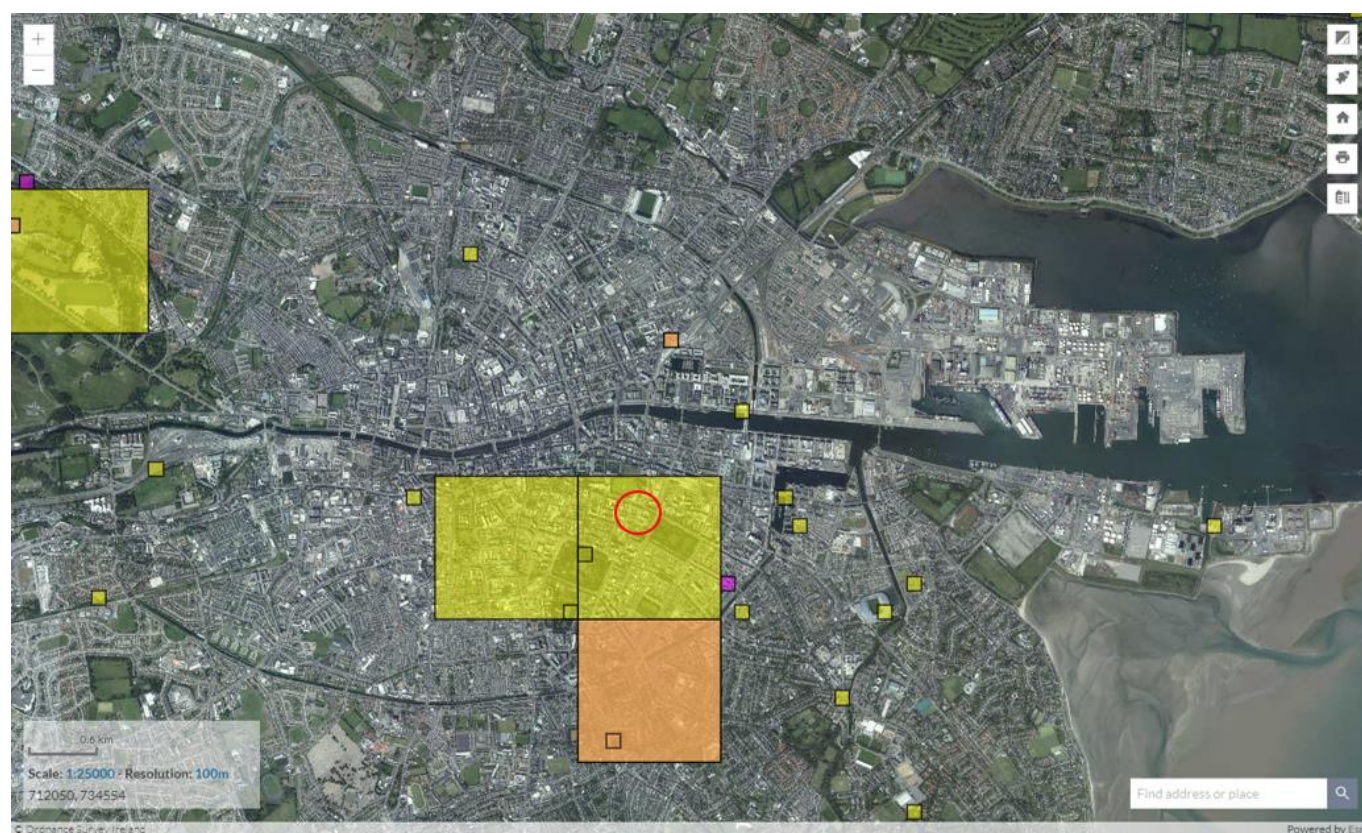 +
−
0.6 km
Scale: 1:25000 - Resolution: 100m
712050, 734554
Find address or place
© Ordnance Survey Ireland
Powered by Esri